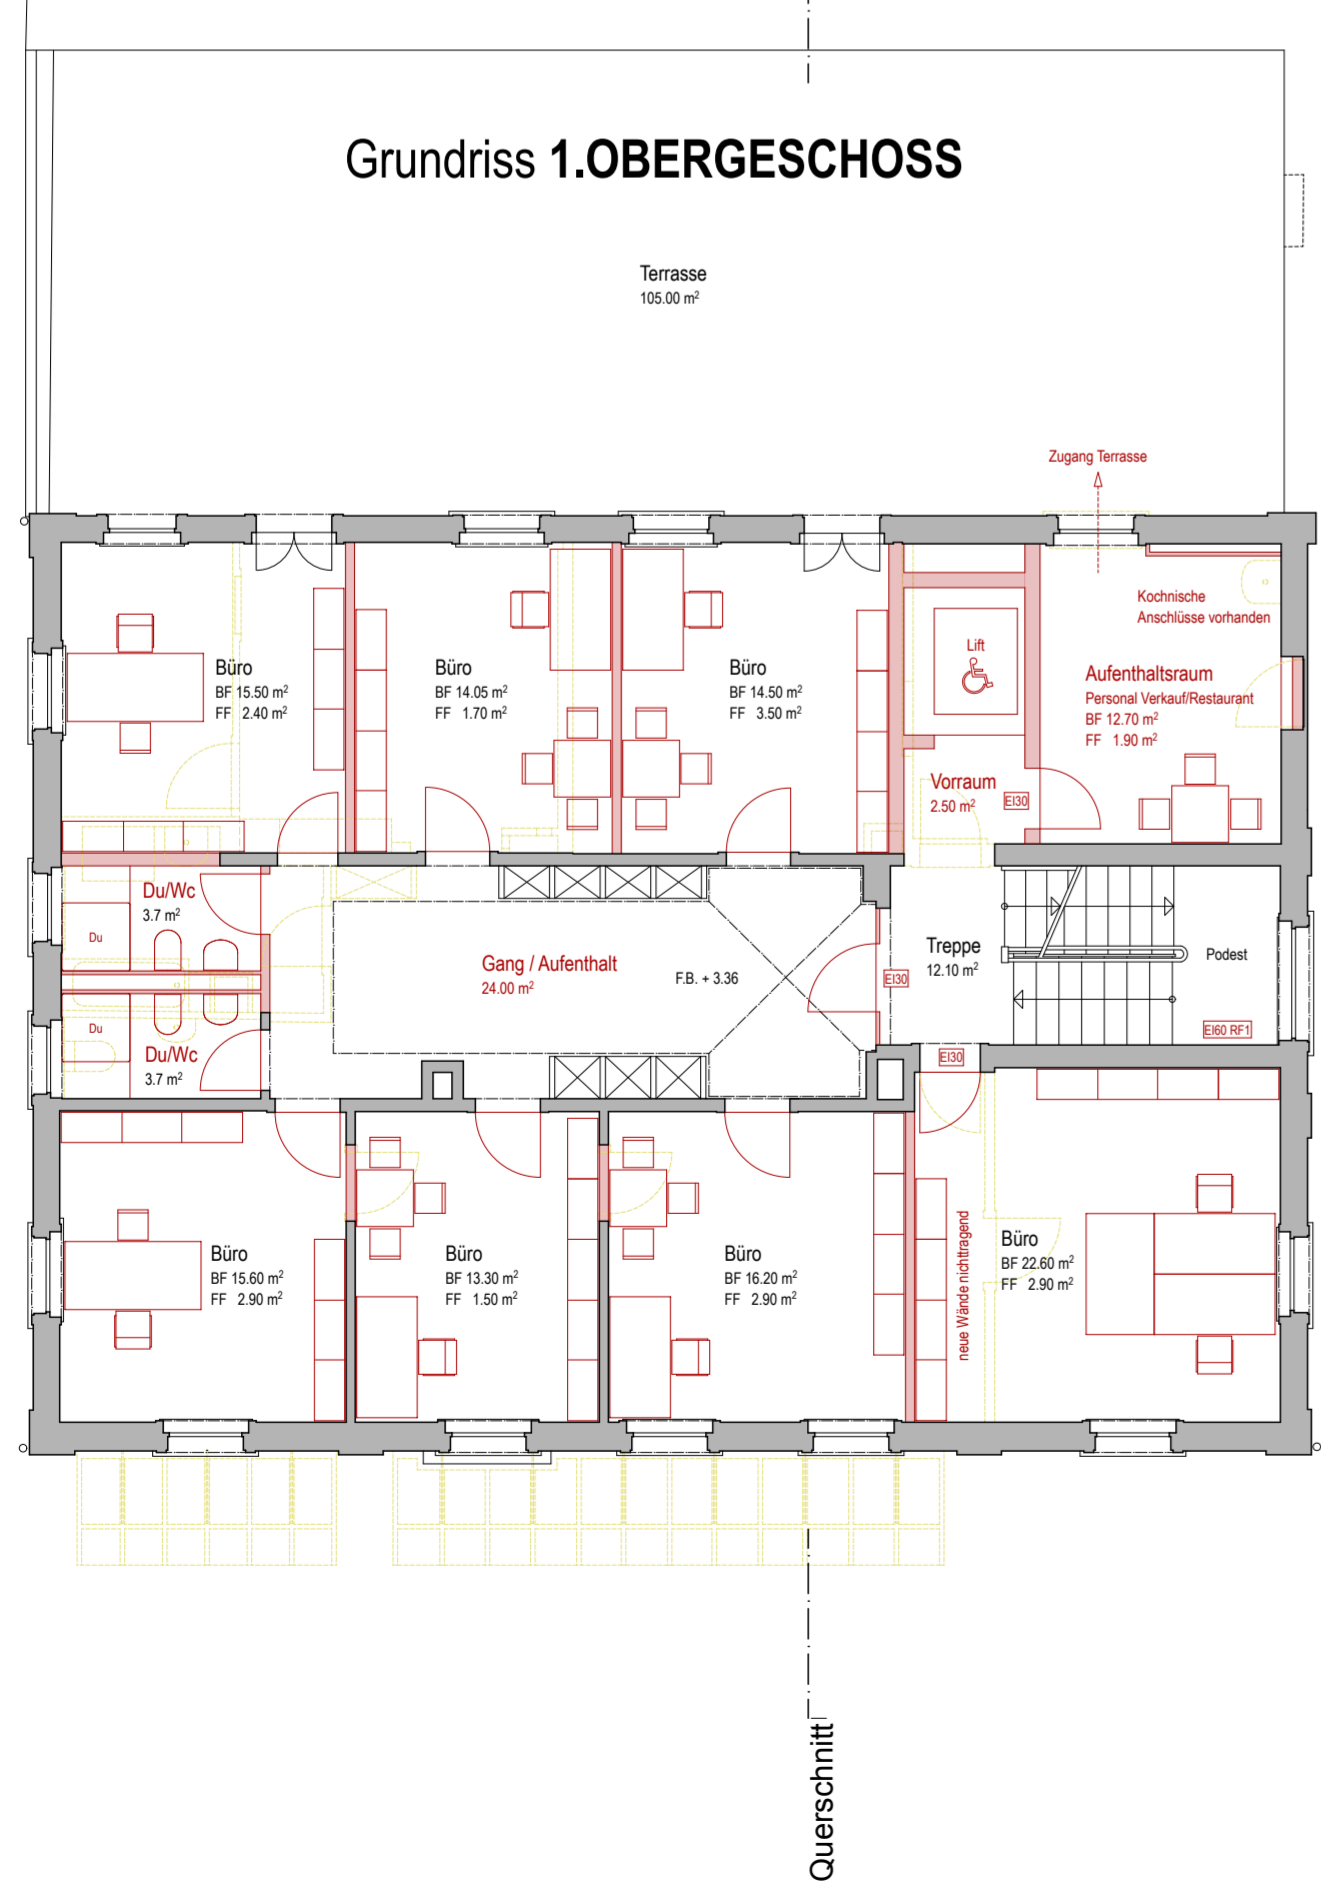 Grundriss 1.OBERGESCHOSS
Terrasse
105.00 m²
Zugang Terrasse
Kochnische
Anschlüsse vorhanden
Büro
BF 15.50 m²
FF 2.40 m²
Büro
BF 14.05 m²
FF 1.70 m²
Büro
BF 14.50 m²
FF 3.50 m²
Lift
Aufenthaltsraum
Personal Verkauf/Restaurant
BF 12.70 m²
FF 1.90 m²
Vorraum
2.50 m²
EI30
Du/Wc
3.7 m²
Du
Gang / Aufenthalt
24.00 m²
F.B. + 3.36
EI30
Treppe
12.10 m²
Podest
Du
Du/Wc
3.7 m²
EI30
EI60 RF1
Büro
BF 15.60 m²
FF 2.90 m²
Büro
BF 13.30 m²
FF 1.50 m²
Büro
BF 16.20 m²
FF 2.90 m²
neue Wände nichttragend
Büro
BF 22.60 m²
FF 2.90 m²
Querschnitt